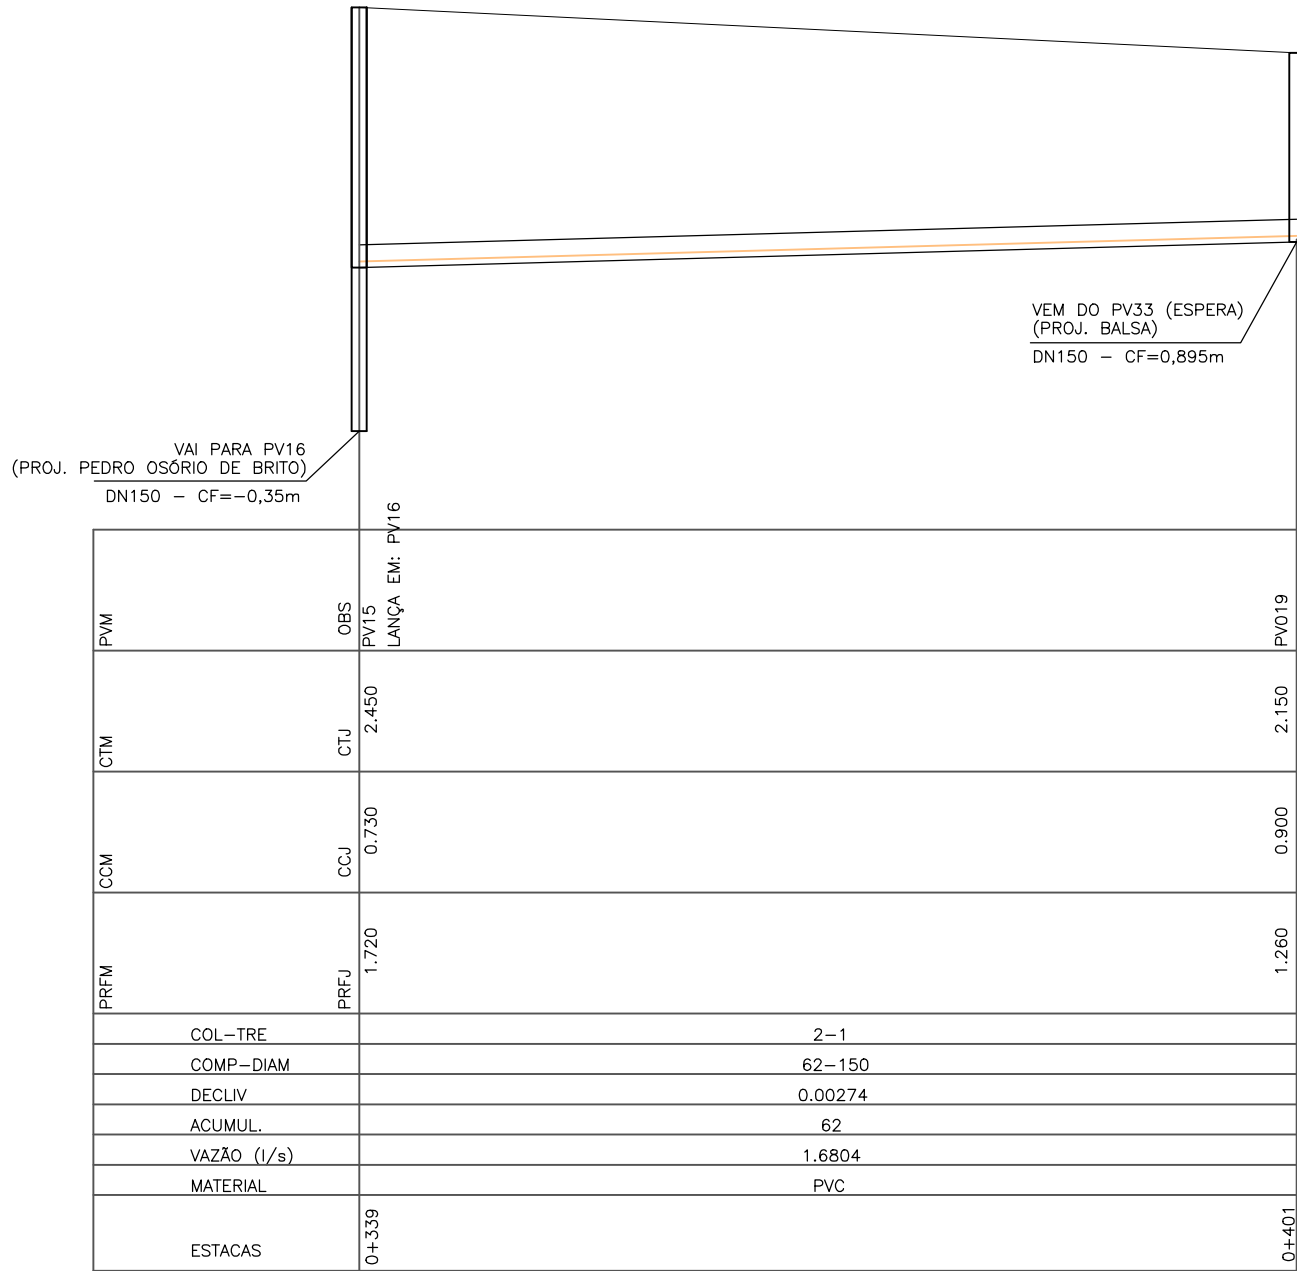 VEM DO PV33 (ESPERA)
(PROJ. BALSA)
DN150 - CF=0,895m
VAI PARA PV16
(PROJ. PEDRO OSÓRIO DE BRITO)
DN150 - CF=-0,35m
PVM
OBS
PV15
LANÇA EM: PV16
PV019
CTM
CTJ
2.450
2.150
CCM
CCJ
0.730
0.900
PRFM
PRFJ
1.720
1.260
COL-TRE
2-1
COMP-DIAM
62-150
DECLIV
0.00274
ACUMUL.
62
VAZÃO (l/s)
1.6804
MATERIAL
PVC
ESTACAS
0+339
0+401